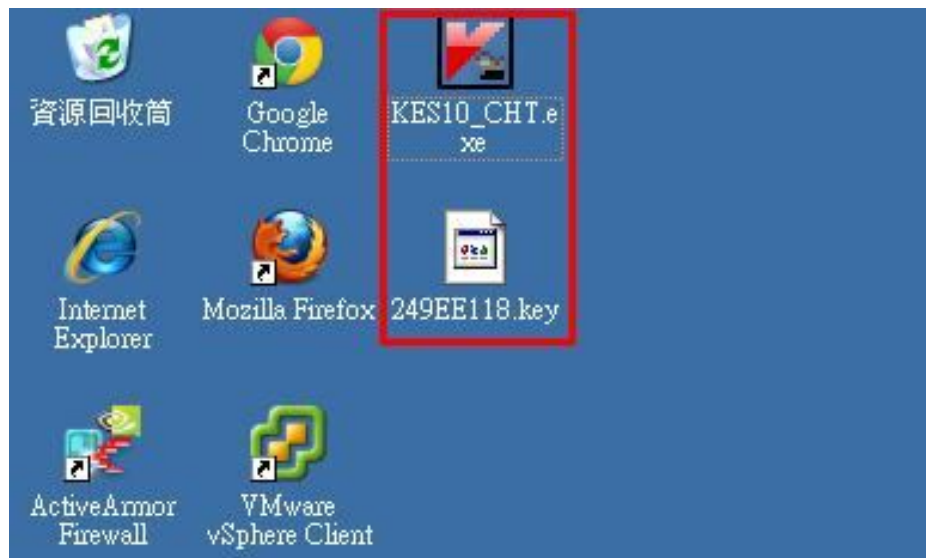 資源回收筒
Google
Chrome
KES10_CHT.e
xe
Internet
Explorer
Mozilla Firefox
249EE118.key
ActiveArmor
Firewall
VMware
vSphere Client